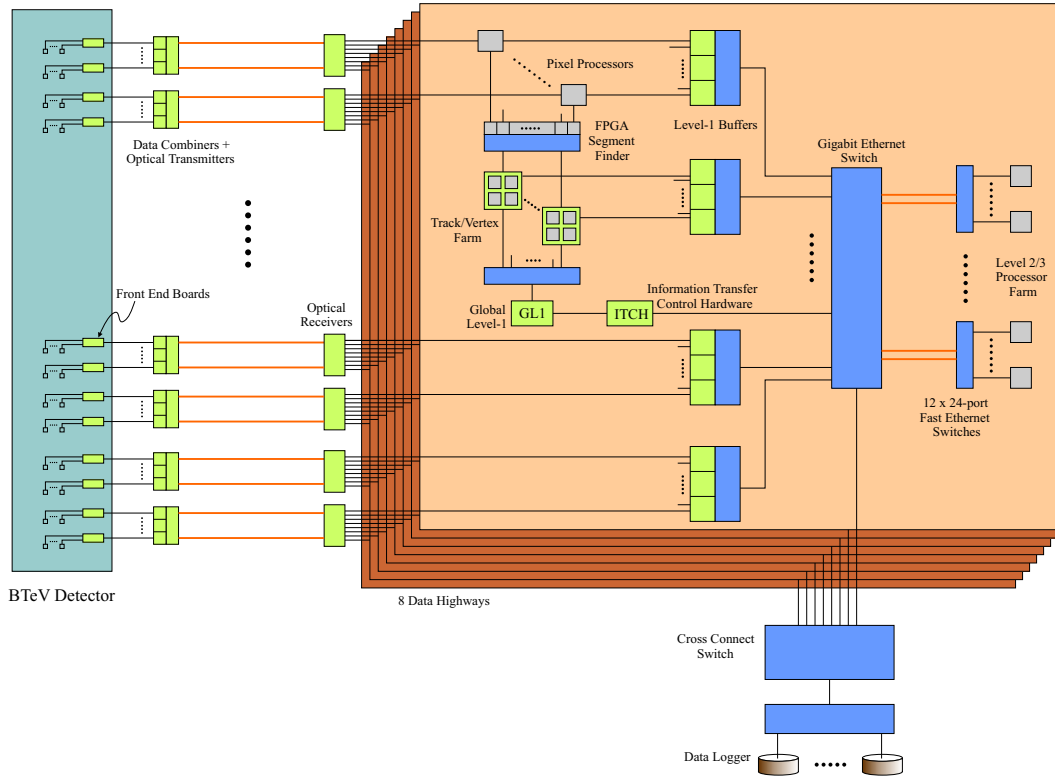 Pixel Processors
Data Combiners +
Optical Transmitters
FPGA
Segment
Finder
Level-1 Buffers
Gigabit Ethernet
Switch
Track/Vertex
Farm
Level 2/3
Processor
Farm
Front End Boards
Optical
Receivers
Global
Level-1
GL1
ITCH
Information Transfer
Control Hardware
12 x 24-port
Fast Ethernet
Switches
BTeV Detector
8 Data Highways
Cross Connect
Switch
Data Logger